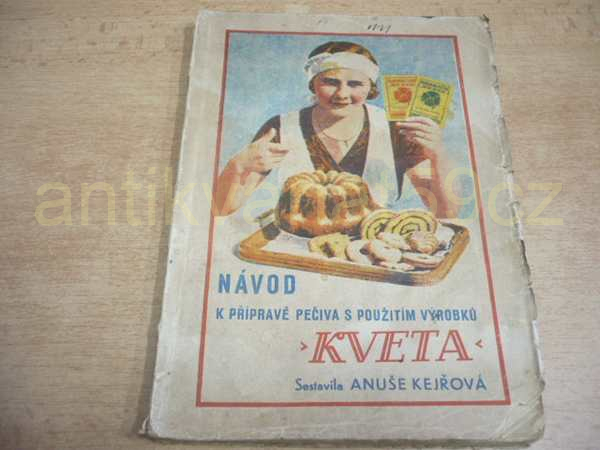 NÁVOD
K PŘÍPRAVĚ PEČIVA S POUŽITÍM VÝROBKŮ
›KVETA‹
Sestavila ANUŠE KEJŘOVÁ